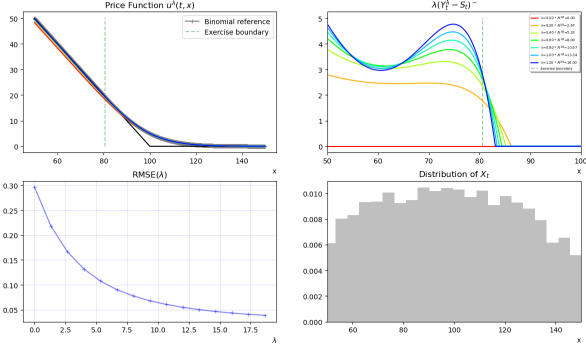 Price Function u^λ(t, x)
Binomial reference
Exercise boundary
50
40
30
20
10
0
60 80 100 120 140
x
λ(Y_t^λ − S_t)^−
Exercise boundary
5
4
3
2
1
0
50 60 70 80 90 100
x
RMSE(λ)
0.30
0.25
0.20
0.15
0.10
0.05
0.0 2.5 5.0 7.5 10.0 12.5 15.0 17.5
λ
Distribution of X_t
0.010
0.008
0.006
0.004
0.002
0.000
50 75 100 125 150
x